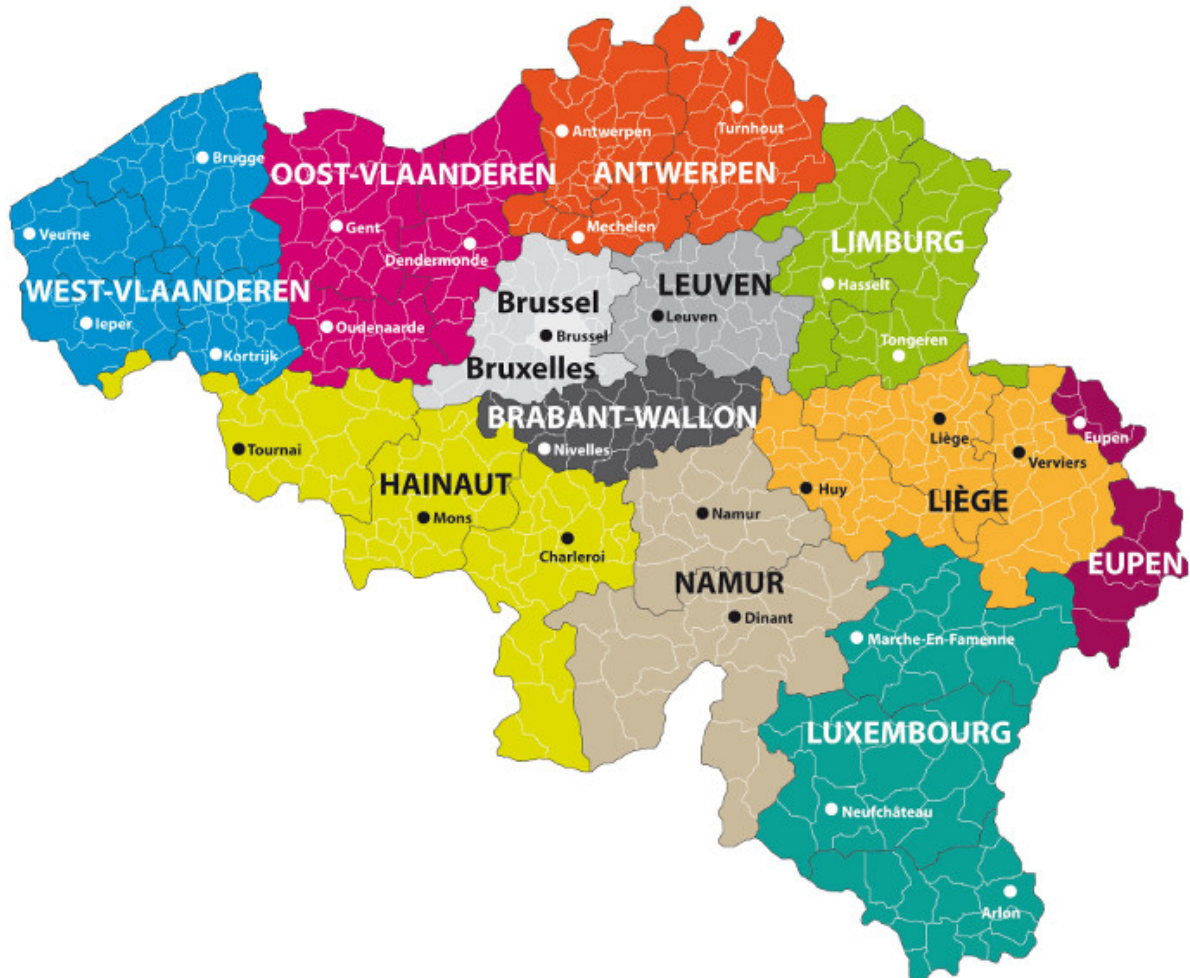 Antwerpen
Turnhout
Brugge
OOST-VLAANDEREN
ANTWERPEN
Gent
Mechelen
Veurne
Dendermonde
LIMBURG
WEST-VLAANDEREN
LEUVEN
Hasselt
Brussel
Ieper
Oudenaarde
Leuven
Brussel
Kortrijk
Tongeren
Bruxelles
BRABANT-WALLON
Tournai
Nivelles
Liège
Eupen
Verviers
HAINAUT
Huy
LIÈGE
Mons
Namur
Charleroi
EUPEN
NAMUR
Dinant
Marche-En-Famenne
LUXEMBOURG
Neufchâteau
Arlon